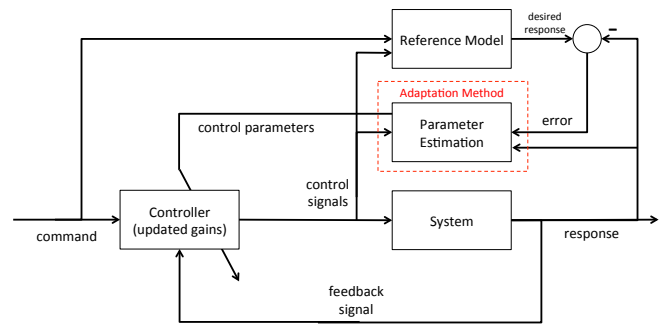 desired
response
-
Reference Model
Adaptation Method
control parameters
Parameter
Estimation
error
control
signals
Controller
(updated gains)
System
command
response
feedback
signal